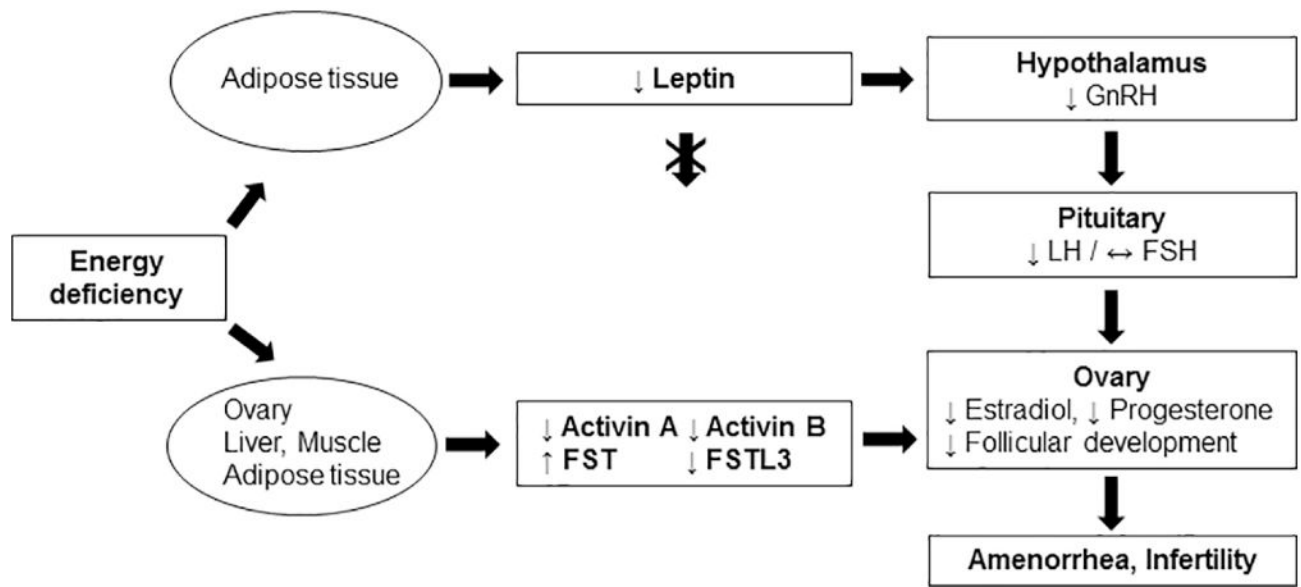 Adipose tissue
↓ Leptin
Hypothalamus
↓ GnRH
Pituitary
↓ LH / ↔ FSH
Energy
deficiency
Ovary
Liver, Muscle
Adipose tissue
↓ Activin A ↓ Activin B
↑ FST ↓ FSTL3
Ovary
↓ Estradiol, ↓ Progesterone
↓ Follicular development
Amenorrhea, Infertility